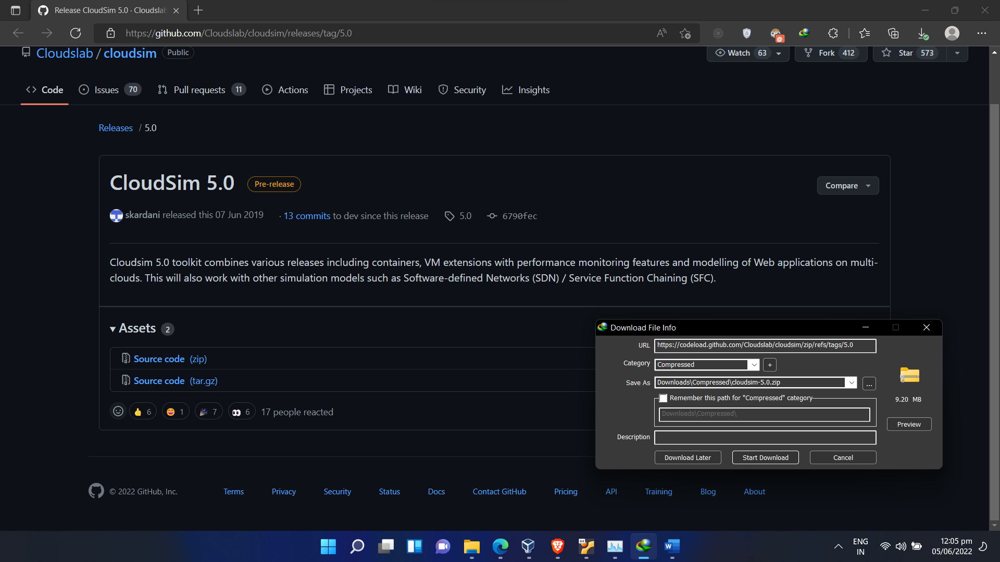 Release CloudSim 5.0 · Cloudsla
https://github.com/Cloudslab/cloudsim/releases/tag/5.0
Cloudslab / cloudsim Public
Watch 63 Fork 412 Star 573
Code Issues 70 Pull requests 11 Actions Projects Wiki Security Insights
Releases / 5.0
CloudSim 5.0 Pre-release
Compare
skardani released this 07 Jun 2019 · 13 commits to dev since this release 5.0 6790fec
Cloudsim 5.0 toolkit combines various releases including containers, VM extensions with performance monitoring features and modelling of Web applications on multi-
clouds. This will also work with other simulation models such as Software-defined Networks (SDN) / Service Function Chaining (SFC).
Assets 2
Source code (zip)
Source code (tar.gz)
6 1 7 6 17 people reacted
Download File Info
URL https://codeload.github.com/Cloudslab/cloudsim/zip/refs/tags/5.0
Category Compressed +
Save As Downloads\Compressed\cloudsim-5.0.zip ...
Remember this path for "Compressed" category
Downloads\Compressed\
9.20 MB
Preview
Description
Download Later Start Download Cancel
© 2022 GitHub, Inc. Terms Privacy Security Status Docs Contact GitHub Pricing API Training Blog About
64
W
ENG
IN
12:05 pm
05/06/2022